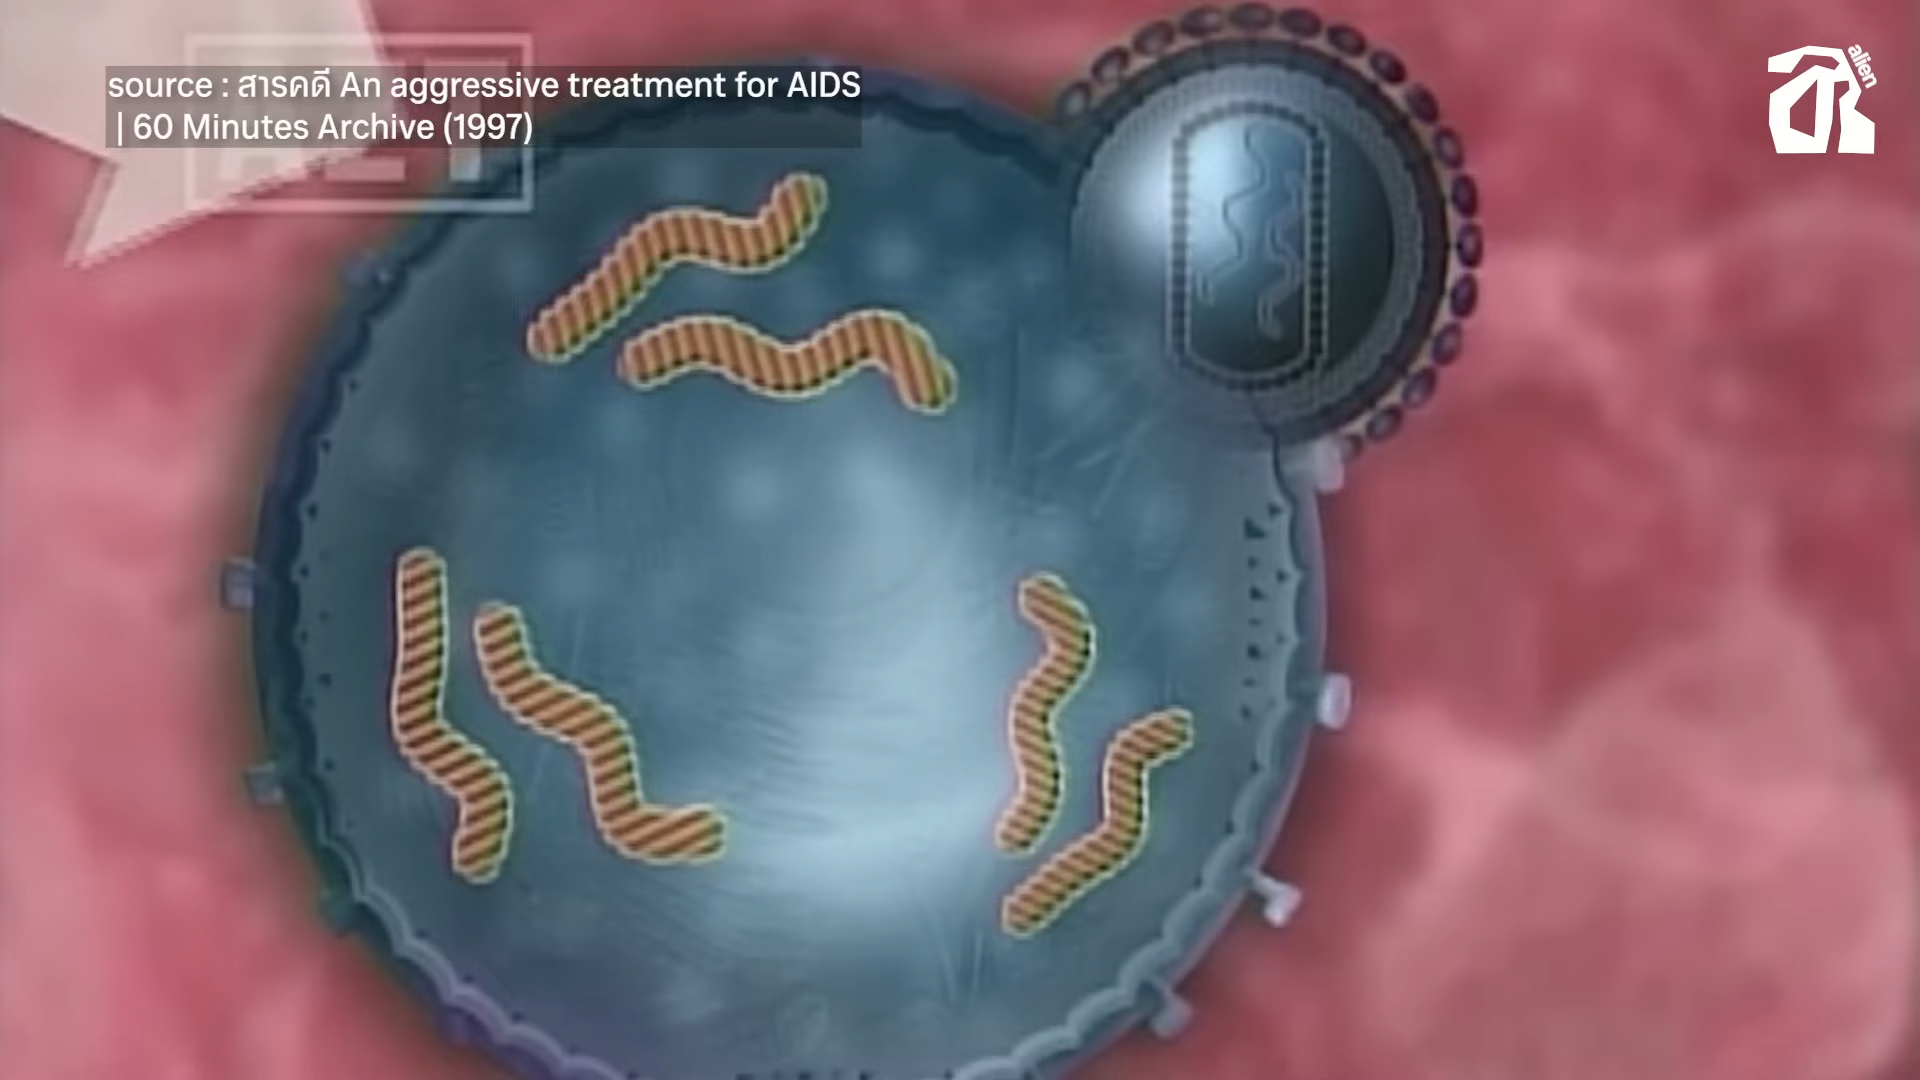 source : สารคดี An aggressive treatment for AIDS
| 60 Minutes Archive (1997)
alien